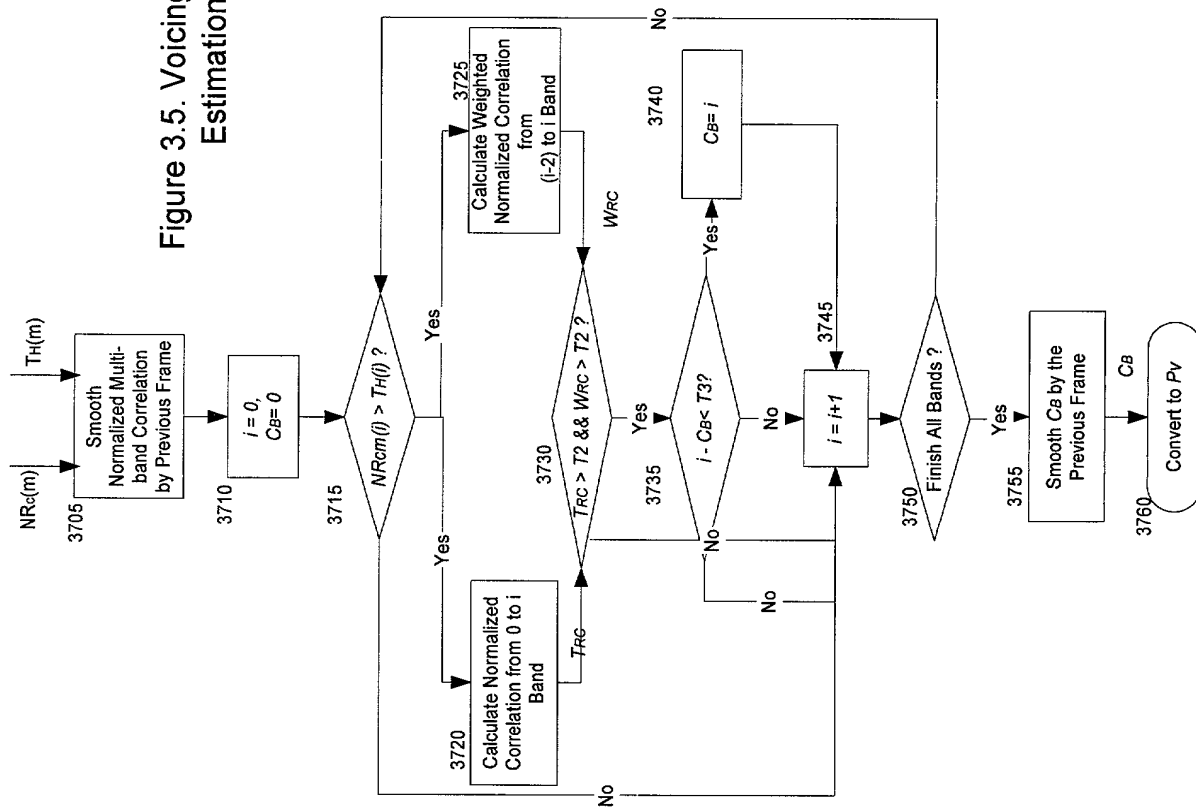 Figure 3.5. Voicing
Estimation
NRc(m)
TH(m)
3705
Smooth
Normalized Multi-
band Correlation
by Previous Frame
3710
i = 0,
CB= 0
3715
NRcm(i) > TH(i) ?
No
Yes
Yes
No
3720
Calculate Normalized
Correlation from 0 to i
Band
3725
Calculate Weighted
Normalized Correlation
from
(i-2) to i Band
TRC
WRC
3730
TRC > T2 && WRC > T2 ?
Yes
No
3735
i - CB< T3?
Yes
3740
CB= i
No
No
3745
i = i+1
3750
Finish All Bands ?
Yes
3755
Smooth CB by the
Previous Frame
CB
3760
Convert to Pv